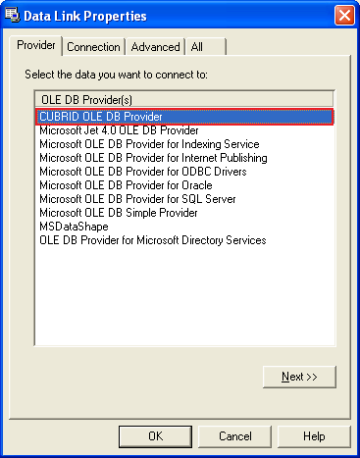 Data Link Properties
Provider Connection Advanced All
Select the data you want to connect to:
OLE DB Provider(s)
CUBRID OLE DB Provider
Microsoft Jet 4.0 OLE DB Provider
Microsoft OLE DB Provider for Indexing Service
Microsoft OLE DB Provider for Internet Publishing
Microsoft OLE DB Provider for ODBC Drivers
Microsoft OLE DB Provider for Oracle
Microsoft OLE DB Provider for SQL Server
Microsoft OLE DB Simple Provider
MSDataShape
OLE DB Provider for Microsoft Directory Services
Next >>
OK Cancel Help